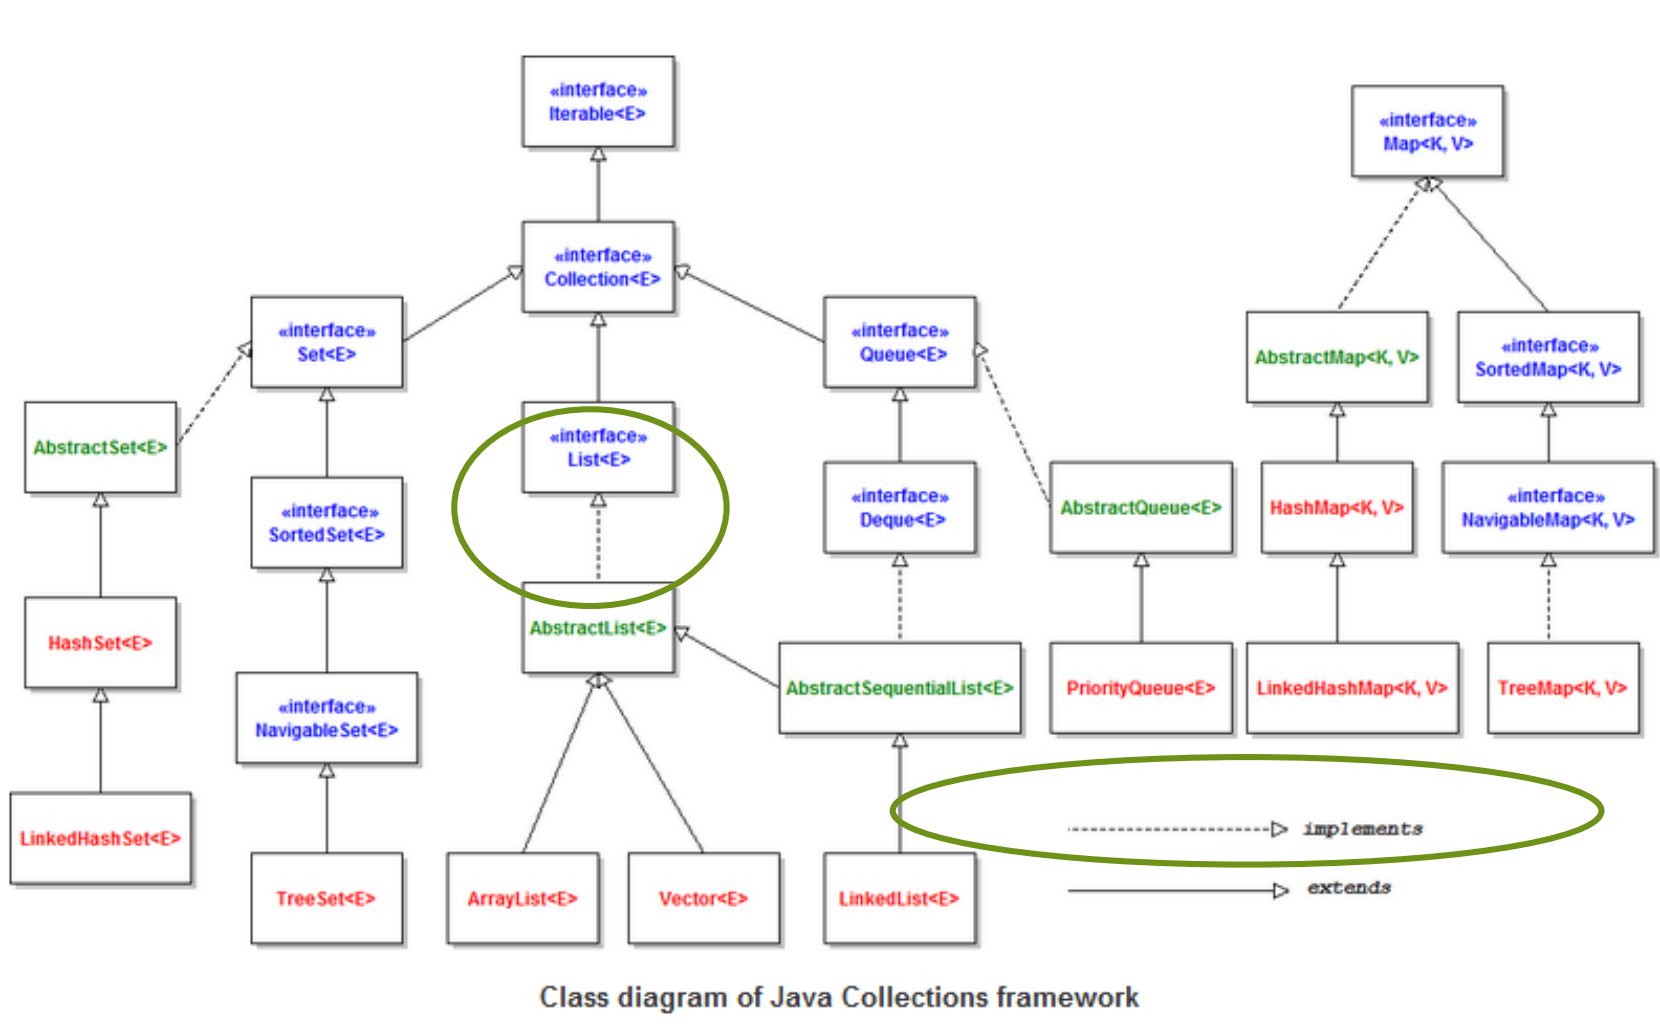 «interface»
Iterable<E>
«interface»
Map<K, V>
«interface»
Collection<E>
«interface»
Set<E>
«interface»
Queue<E>
AbstractMap<K, V>
«interface»
SortedMap<K, V>
AbstractSet<E>
«interface»
List<E>
«interface»
SortedSet<E>
«interface»
Deque<E>
AbstractQueue<E>
HashMap<K, V>
«interface»
NavigableMap<K, V>
HashSet<E>
AbstractList<E>
«interface»
NavigableSet<E>
AbstractSequentialList<E>
PriorityQueue<E>
LinkedHashMap<K, V>
TreeMap<K, V>
LinkedHashSet<E>
implements
extends
TreeSet<E>
ArrayList<E>
Vector<E>
LinkedList<E>
Class diagram of Java Collections framework